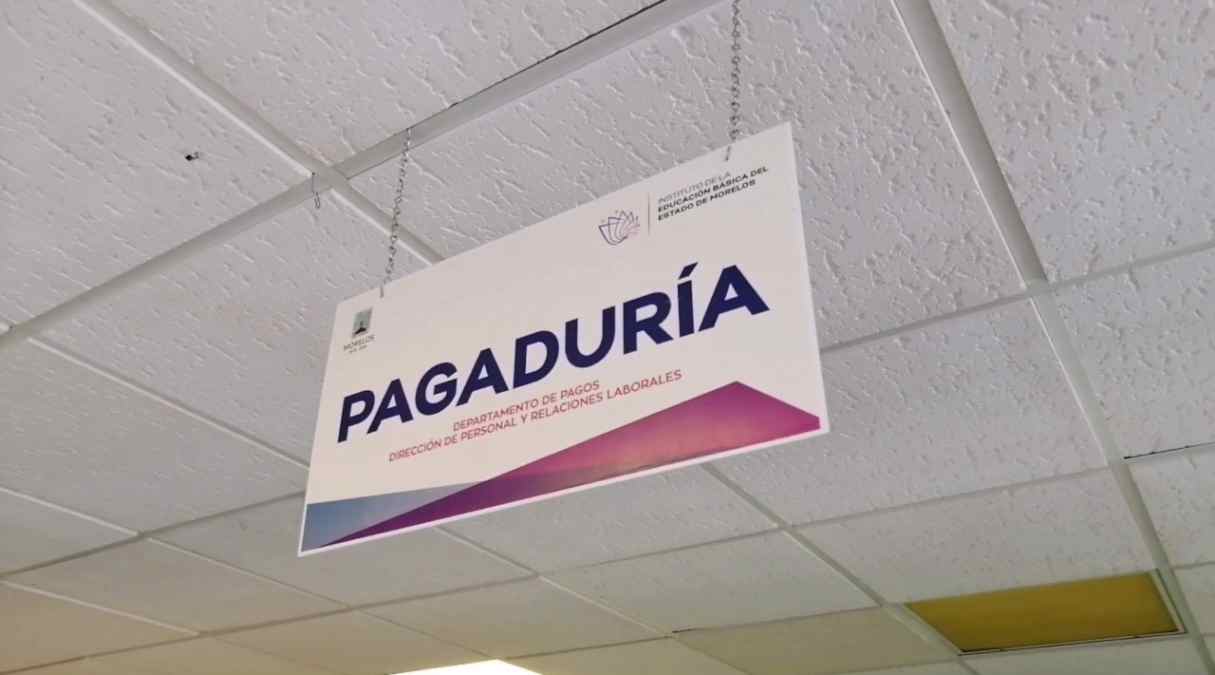 MORELOS
INSTITUTO DE LA
EDUCACIÓN BÁSICA DEL
ESTADO DE MORELOS
PAGADURÍA
DEPARTAMENTO DE PAGOS
DIRECCIÓN DE PERSONAL Y RELACIONES LABORALES